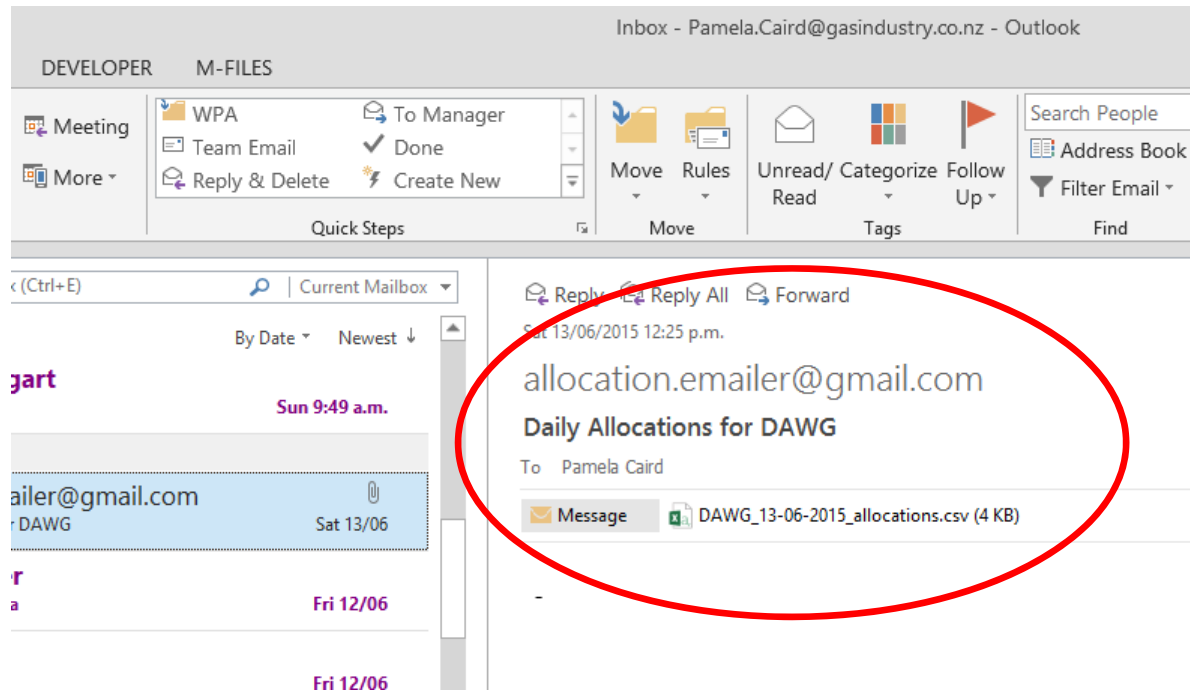 Inbox - Pamela.Caird@gasindustry.co.nz - Outlook
DEVELOPER M-FILES
Meeting
More
WPA
Team Email
Reply & Delete
To Manager
Done
Create New
Quick Steps
Move
Rules
Move
Unread/
Read
Categorize
Follow
Up
Tags
Search People
Address Book
Filter Email
Find
(Ctrl+E)
Current Mailbox
By Date Newest
gart
Sun 9:49 a.m.
ailer@gmail.com
DAWG Sat 13/06
r
a Fri 12/06
Fri 12/06
Reply Reply All Forward
Sat 13/06/2015 12:25 p.m.
allocation.emailer@gmail.com
Daily Allocations for DAWG
To Pamela Caird
Message DAWG_13-06-2015_allocations.csv (4 KB)
-